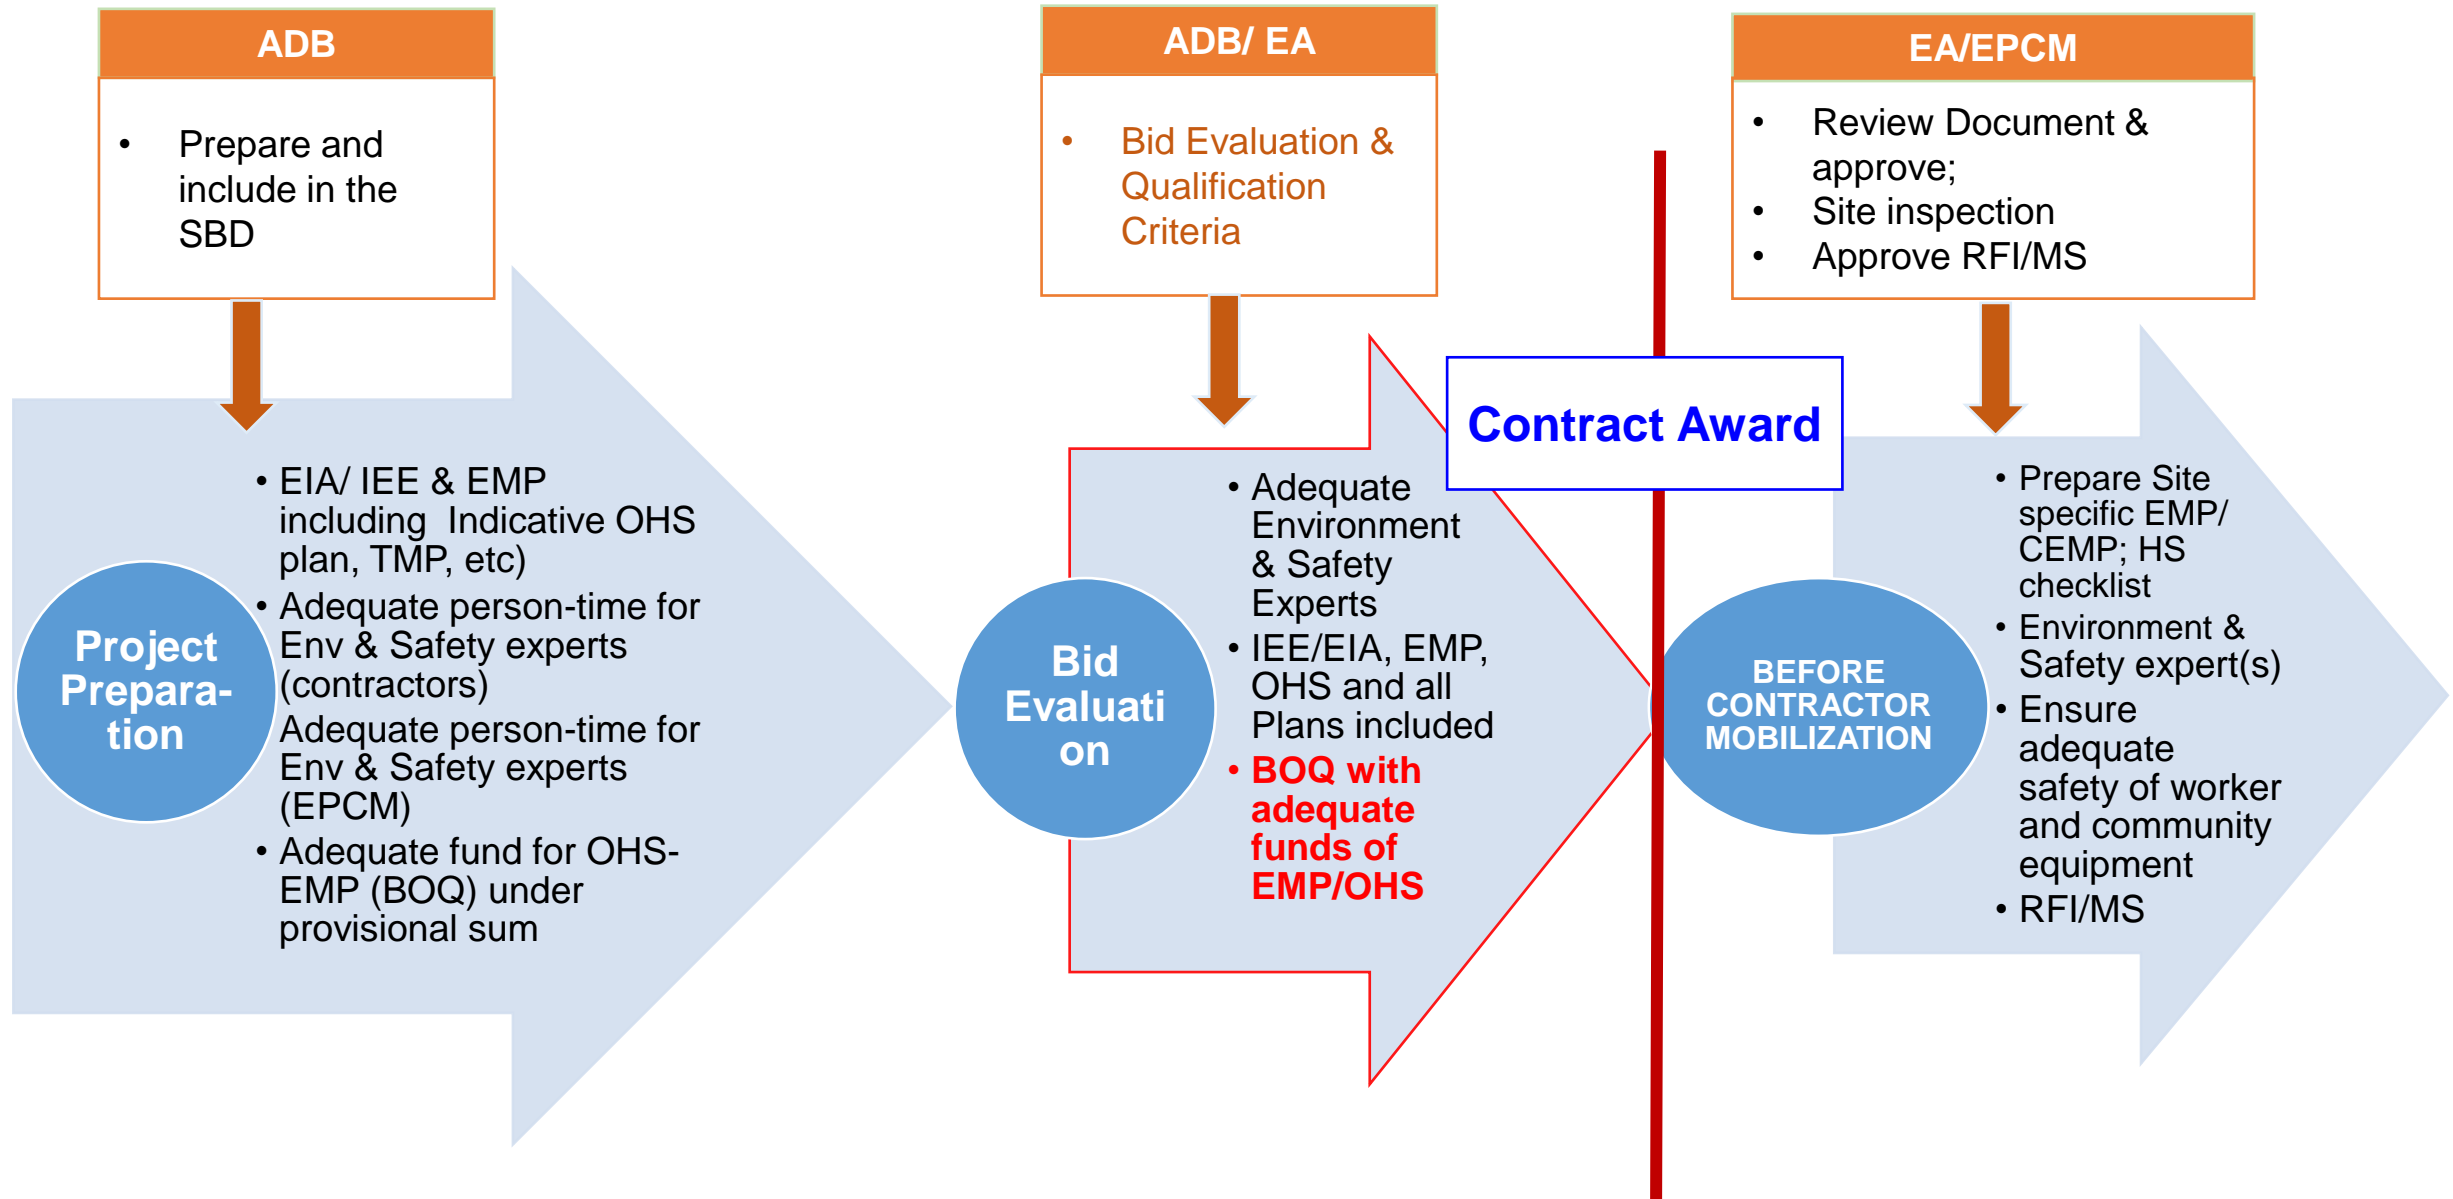 ADB
• Prepare and
include in the
SBD
Project
Prepara-
tion
• EIA/ IEE & EMP
including Indicative OHS
plan, TMP, etc)
• Adequate person-time for
Env & Safety experts
(contractors)
Adequate person-time for
Env & Safety experts
(EPCM)
• Adequate fund for OHS-
EMP (BOQ) under
provisional sum
ADB/ EA
• Bid Evaluation &
Qualification
Criteria
Bid
Evaluati
on
• Adequate
Environment
& Safety
Experts
• IEE/EIA, EMP,
OHS and all
Plans included
• BOQ with
adequate
funds of
EMP/OHS
Contract Award
EA/EPCM
• Review Document &
approve;
• Site inspection
• Approve RFI/MS
BEFORE
CONTRACTOR
MOBILIZATION
• Prepare Site
specific EMP/
CEMP; HS
checklist
• Environment &
Safety expert(s)
• Ensure
adequate
safety of worker
and community
equipment
• RFI/MS